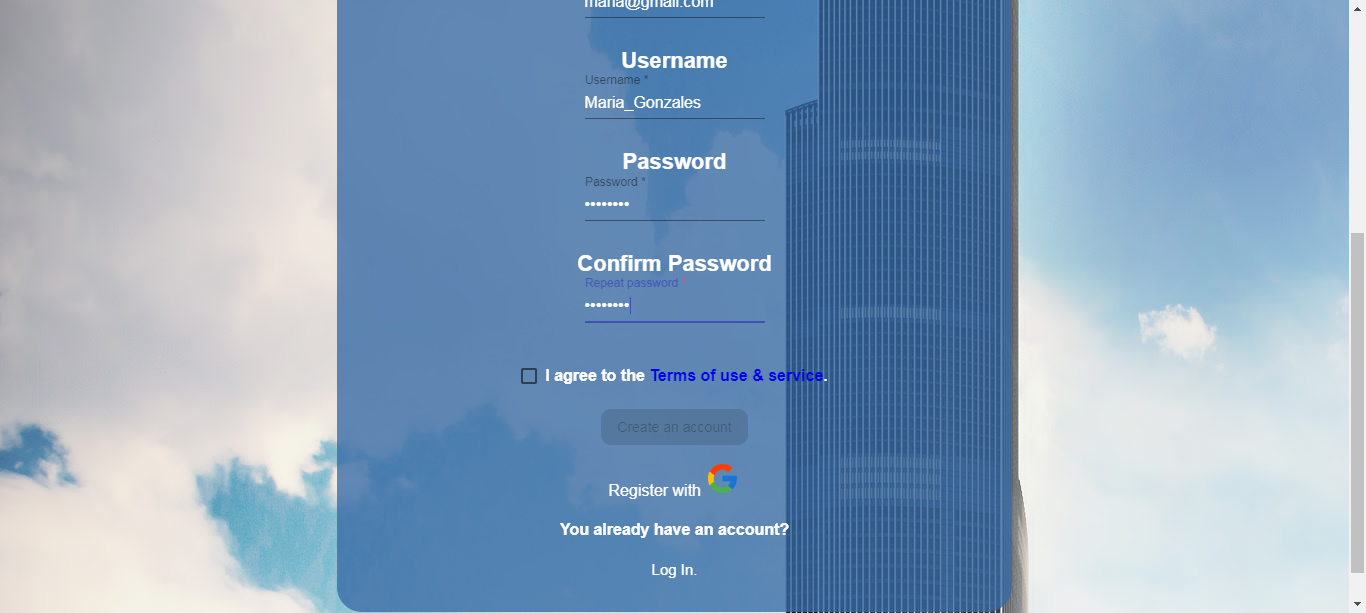 maria@gmail.com
Username
Username *
Maria_Gonzales
Password
Password *
••••••••
Confirm Password
Repeat password *
••••••••
I agree to the Terms of use & service.
Create an account
Register with
You already have an account?
Log In.